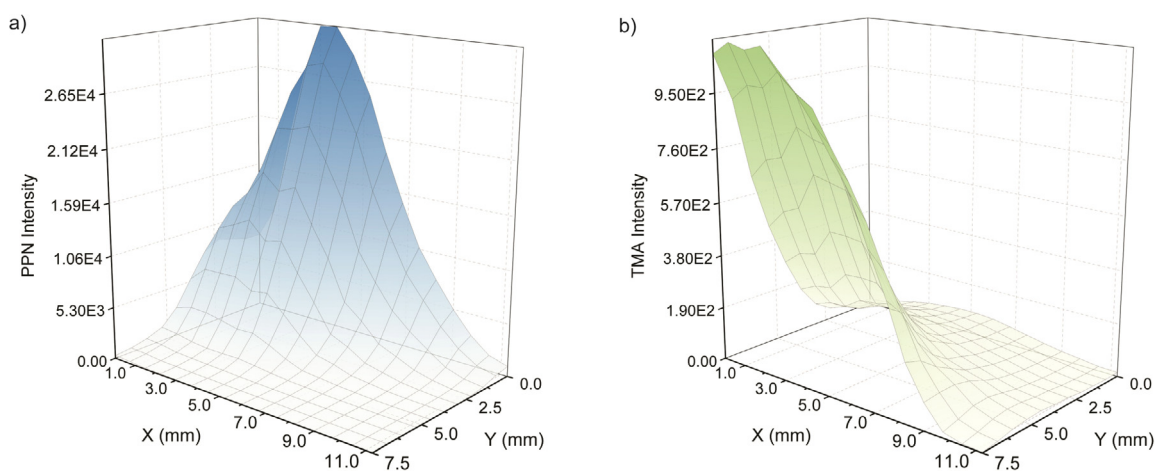 a)
PPN Intensity
2.65E4
2.12E4
1.59E4
1.06E4
5.30E3
0.00
1.0
3.0
5.0
7.0
9.0
11.0
X (mm)
0.0
2.5
5.0
7.5
Y (mm)
b)
TMA Intensity
9.50E2
7.60E2
5.70E2
3.80E2
1.90E2
0.00
1.0
3.0
5.0
7.0
9.0
11.0
X (mm)
0.0
2.5
5.0
7.5
Y (mm)